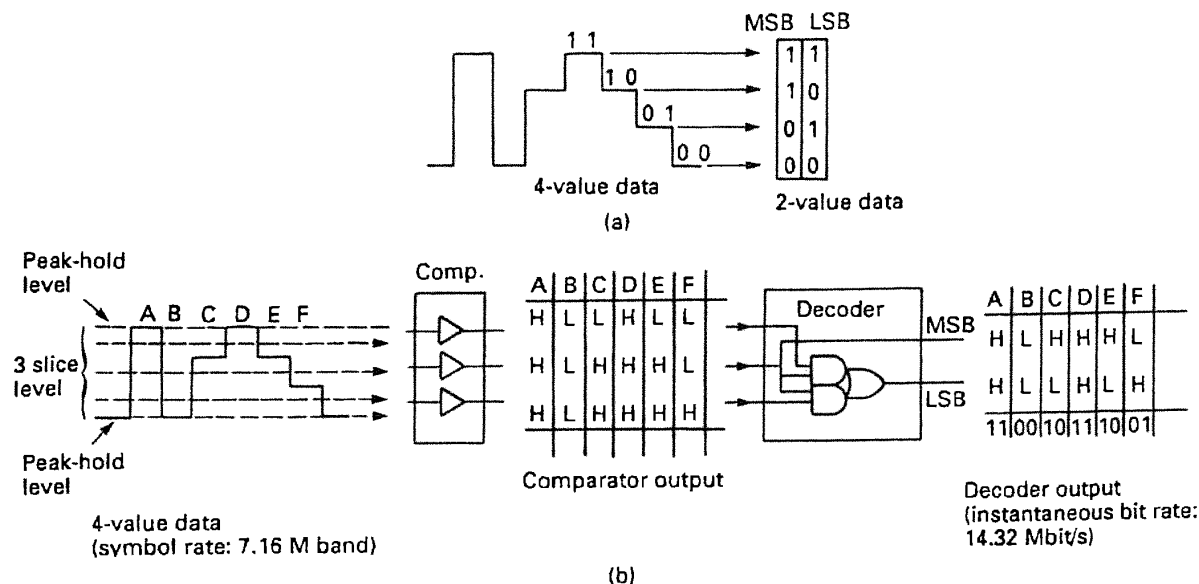 MSB LSB
1 1
1 1
1 0
1 0
0 1
0 1
0 0
0 0
4-value data
2-value data
(a)
Peak-hold
level
A B C D E F
3 slice
level
Peak-hold
level
4-value data
(symbol rate: 7.16 M band)
Comp.
A B C D E F
H L L H L L
H L H H H L
H L H H H H
Comparator output
Decoder
MSB
LSB
A B C D E F
H L H H H L
H L L H L H
11 00 10 11 10 01
Decoder output
(instantaneous bit rate:
14.32 Mbit/s)
(b)